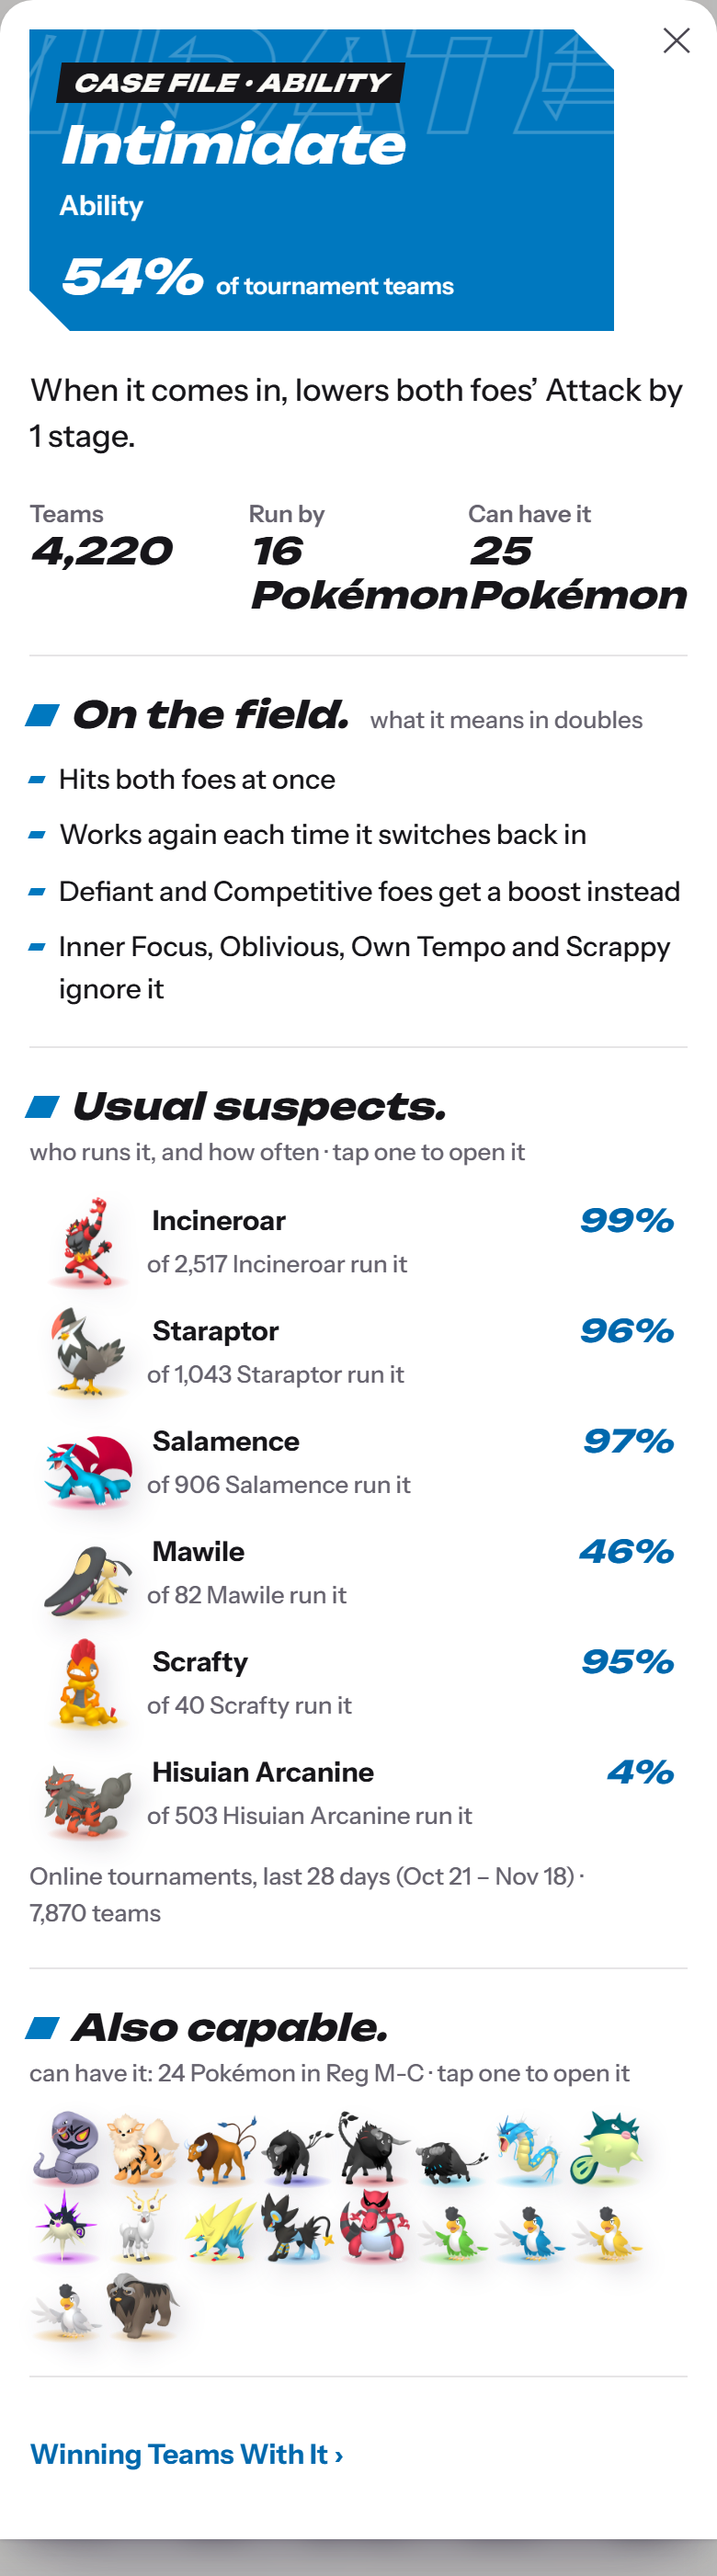 CASE FILE · ABILITY
Intimidate
Ability
54% of tournament teams
When it comes in, lowers both foes’ Attack by
1 stage.
Teams
4,220
Run by
16
Pokémon
Can have it
25
Pokémon
On the field. what it means in doubles
Hits both foes at once
Works again each time it switches back in
Defiant and Competitive foes get a boost instead
Inner Focus, Oblivious, Own Tempo and Scrappy
ignore it
Usual suspects.
who runs it, and how often · tap one to open it
Incineroar 99%
of 2,517 Incineroar run it
Staraptor 96%
of 1,043 Staraptor run it
Salamence 97%
of 906 Salamence run it
Mawile 46%
of 82 Mawile run it
Scrafty 95%
of 40 Scrafty run it
Hisuian Arcanine 4%
of 503 Hisuian Arcanine run it
Online tournaments, last 28 days (Oct 21 – Nov 18) ·
7,870 teams
Also capable.
can have it: 24 Pokémon in Reg M-C · tap one to open it
Winning Teams With It ›